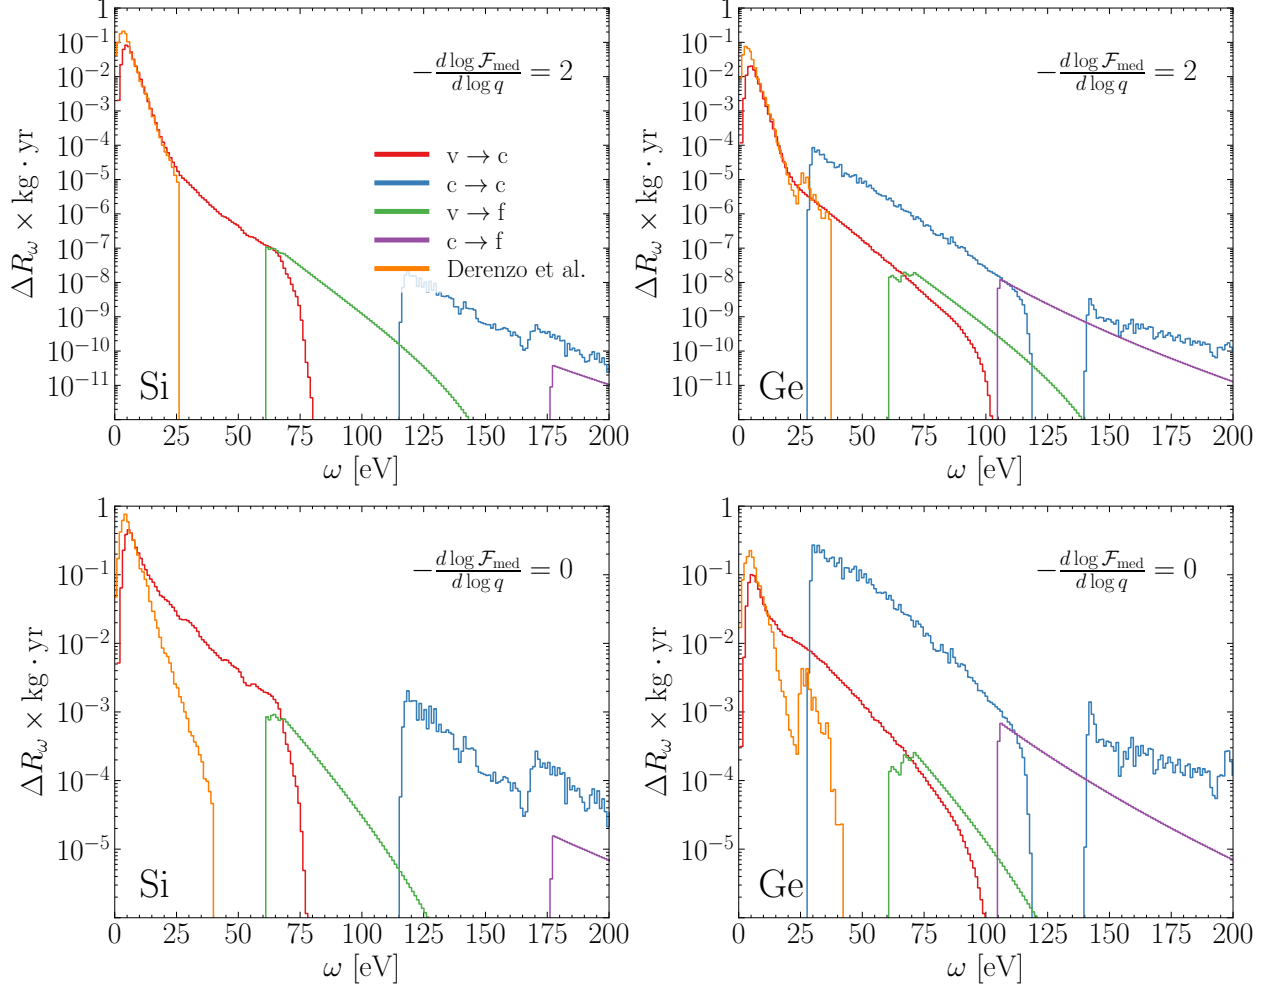 1
10⁻¹
10⁻²
10⁻³
10⁻⁴
10⁻⁵
10⁻⁶
10⁻⁷
10⁻⁸
10⁻⁹
10⁻¹⁰
10⁻¹¹
ΔR_ω × kg · yr
−d log ℱ_med / d log q = 2
v → c
c → c
v → f
c → f
Derenzo et al.
Si
0 25 50 75 100 125 150 175 200
ω [eV]
1
10⁻¹
10⁻²
10⁻³
10⁻⁴
10⁻⁵
10⁻⁶
10⁻⁷
10⁻⁸
10⁻⁹
10⁻¹⁰
10⁻¹¹
ΔR_ω × kg · yr
−d log ℱ_med / d log q = 2
Ge
0 25 50 75 100 125 150 175 200
ω [eV]
1
10⁻¹
10⁻²
10⁻³
10⁻⁴
10⁻⁵
ΔR_ω × kg · yr
−d log ℱ_med / d log q = 0
Si
0 25 50 75 100 125 150 175 200
ω [eV]
1
10⁻¹
10⁻²
10⁻³
10⁻⁴
10⁻⁵
ΔR_ω × kg · yr
−d log ℱ_med / d log q = 0
Ge
0 25 50 75 100 125 150 175 200
ω [eV]